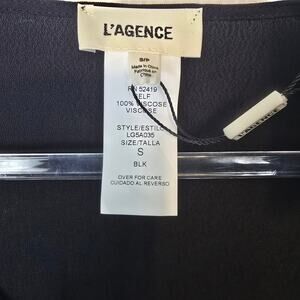 L'AGENCE
S/P
Made in China
Fabriqué en
Chine
RN 52419
SELF
100% VISCOSE
VISCOSE
STYLE/ESTILO
LG5A035
SIZE/TALLA
S
BLK
OVER FOR CARE
CUIDADO AL REVERSO